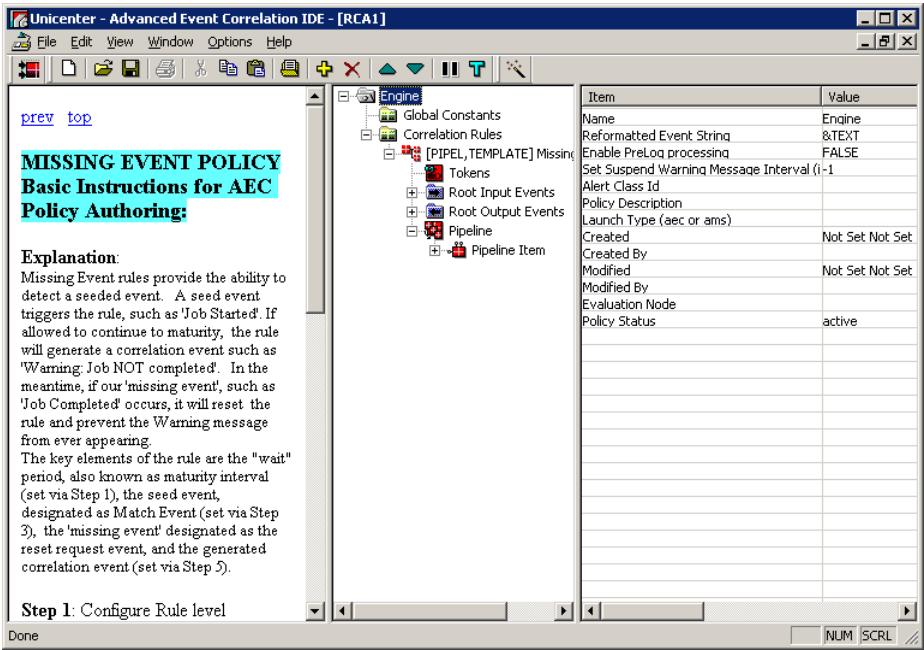 Unicenter - Advanced Event Correlation IDE - [RCA1]
File Edit View Window Options Help
prev top
MISSING EVENT POLICY
Basic Instructions for AEC
Policy Authoring:
Explanation:
Missing Event rules provide the ability to
detect a seeded event. A seed event
triggers the rule, such as 'Job Started'. If
allowed to continue to maturity, the rule
will generate a correlation event such as
'Warning: Job NOT completed'. In the
meantime, if our 'missing event', such as
'Job Completed' occurs, it will reset the
rule and prevent the Warning message
from ever appearing.
The key elements of the rule are the "wait"
period, also known as maturity interval
(set via Step 1), the seed event,
designated as Match Event (set via Step
3), the 'missing event' designated as the
reset request event, and the generated
correlation event (set via Step 5).
Step 1: Configure Rule level
Engine
Global Constants
Correlation Rules
[PIPEL,TEMPLATE] Missing
Tokens
Root Input Events
Root Output Events
Pipeline
Pipeline Item
Item Value
Name Engine
Reformatted Event String &TEXT
Enable PreLog processing FALSE
Set Suspend Warning Message Interval (i -1
Alert Class Id
Policy Description
Launch Type (aec or ams)
Created Not Set Not Set
Created By
Modified Not Set Not Set
Modified By
Evaluation Node
Policy Status active
Done NUM SCRL